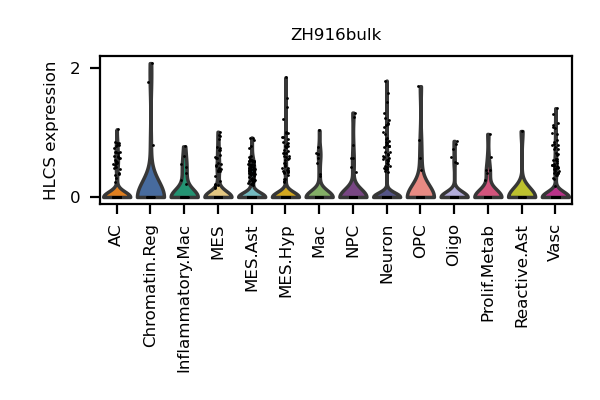 ZH916bulk
HLCS expression
2
0
AC
Chromatin.Reg
Inflammatory.Mac
MES
MES.Ast
MES.Hyp
Mac
NPC
Neuron
OPC
Oligo
Prolif.Metab
Reactive.Ast
Vasc